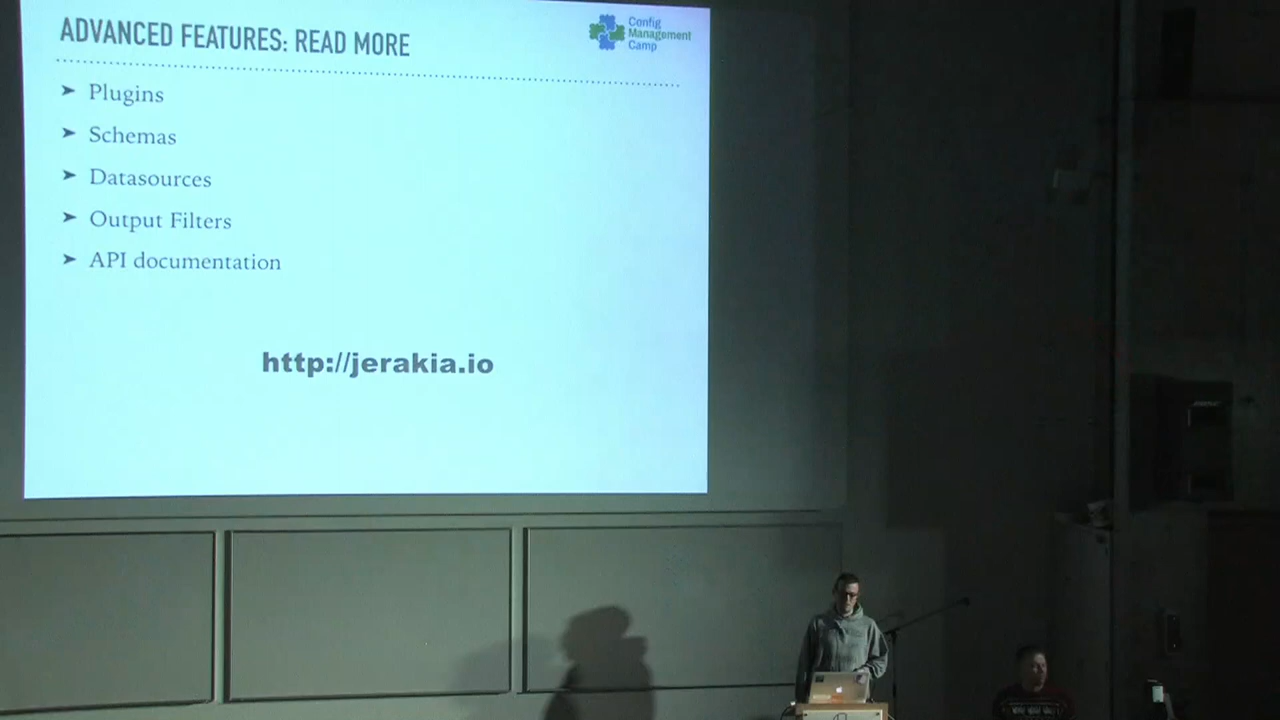 ADVANCED FEATURES: READ MORE
Config
Management
Camp
➤ Plugins
➤ Schemas
➤ Datasources
➤ Output Filters
➤ API documentation
http://jerakia.io